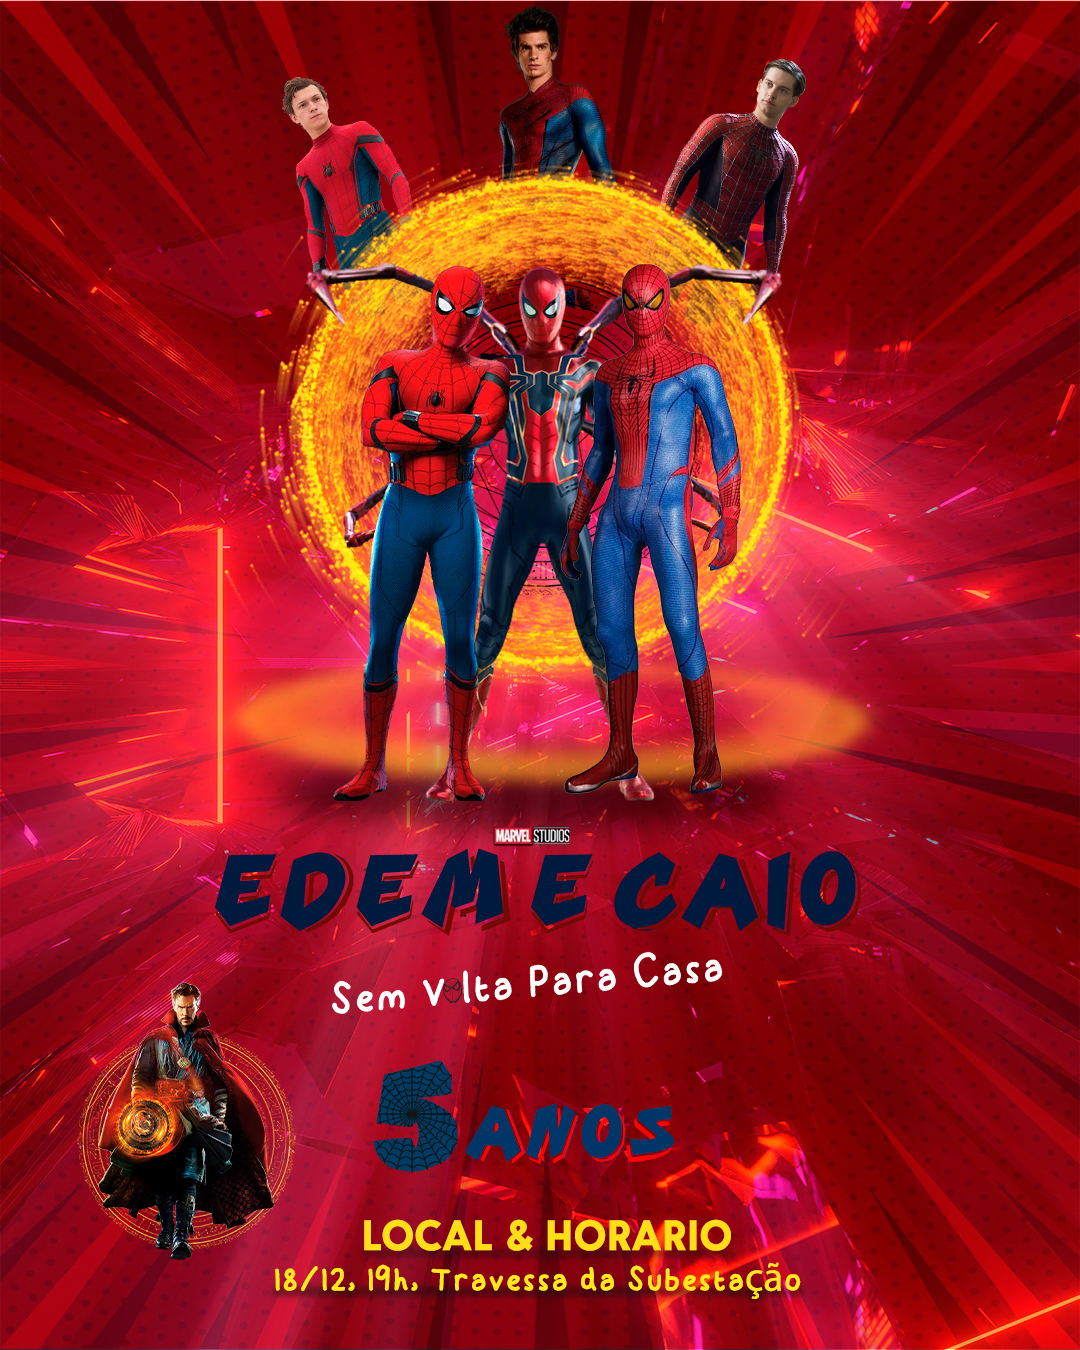 MARVEL STUDIOS
EDEM E CAIO
Sem Volta Para Casa
5 ANOS
LOCAL & HORARIO
18/12, 19h, Travessa da Subestação